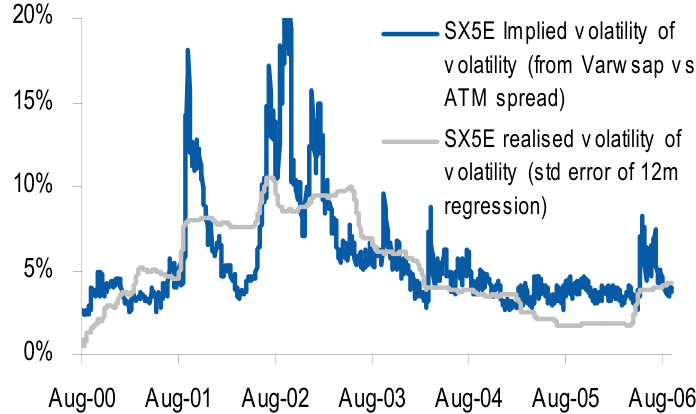 20%
15%
10%
5%
0%
SX5E Implied volatility of
volatility (from Varwsap vs
ATM spread)
SX5E realised volatility of
volatility (std error of 12m
regression)
Aug-00 Aug-01 Aug-02 Aug-03 Aug-04 Aug-05 Aug-06